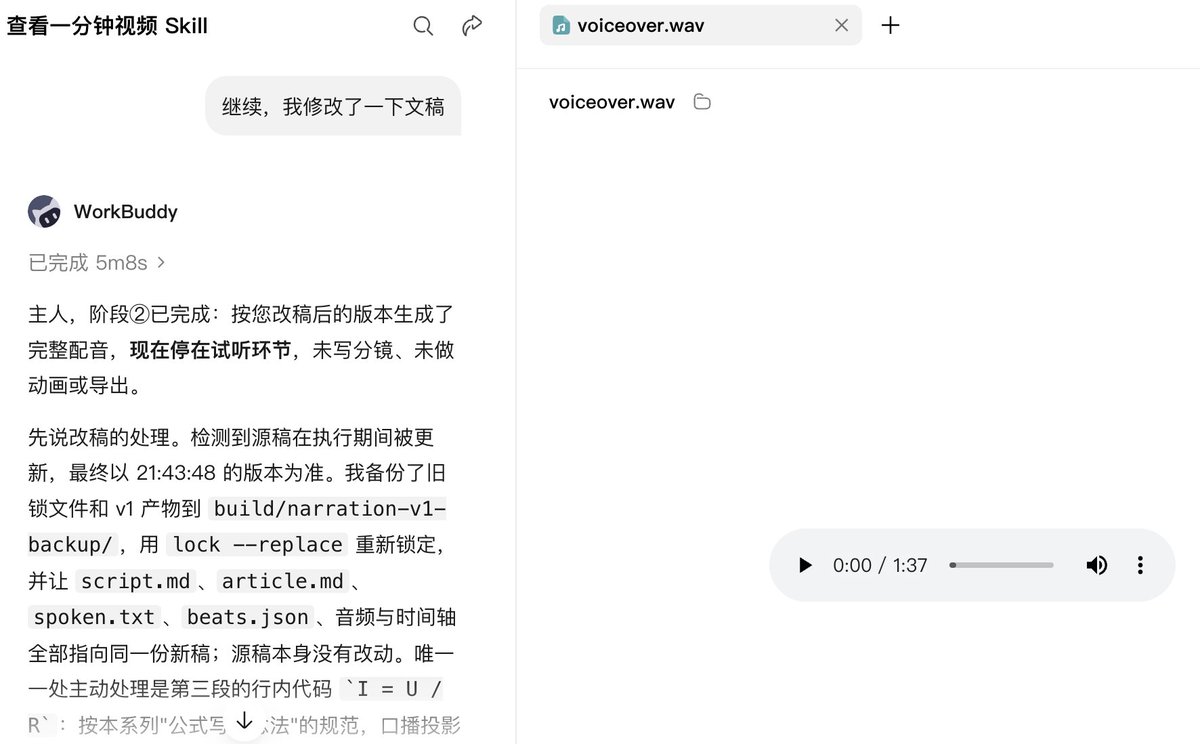 查看一分钟视频 Skill
继续，我修改了一下文稿
WorkBuddy
已完成 5m8s >
主人，阶段②已完成：按您改稿后的版本生成了
完整配音，现在停在试听环节，未写分镜、未做
动画或导出。
先说改稿的处理。检测到源稿在执行期间被更
新，最终以 21:43:48 的版本为准。我备份了旧
锁文件和 v1 产物到 build/narration-v1-
backup/，用 lock --replace 重新锁定，
并让 script.md、article.md、
spoken.txt、beats.json、音频与时间轴
全部指向同一份新稿；源稿本身没有改动。唯一
一处主动处理是第三段的行内代码 `I = U /
R`：按本系列"公式写法"的规范，口播投影
voiceover.wav
voiceover.wav
0:00 / 1:37